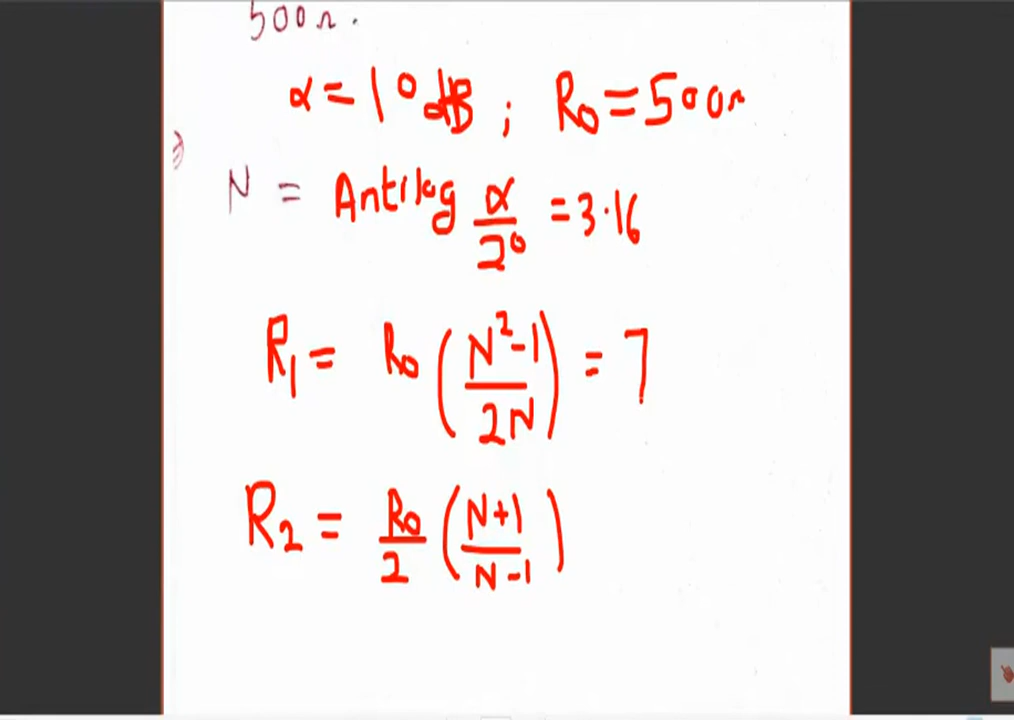 500Ω.
α = 10 dB ; R₀ = 500Ω
⇒
N = Antilog α/20 = 3.16
R₁ = R₀ (N²-1 / 2N) = 7
R₂ = R₀/2 (N+1 / N-1)